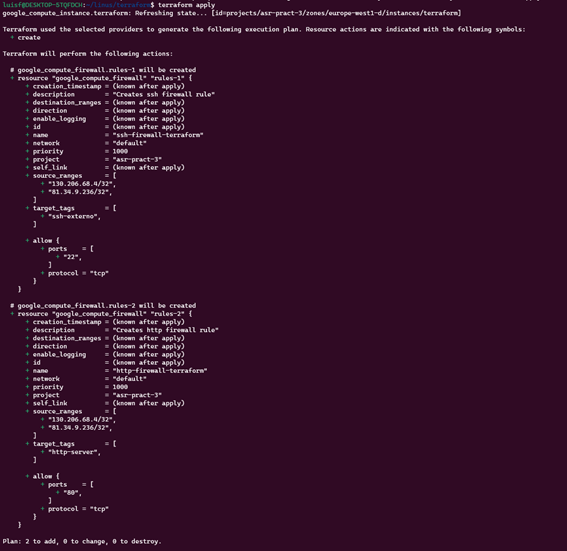 luisf@DESKTOP-STQFDCH:~/linux/terraform$ terraform apply
google_compute_instance.terraform: Refreshing state... [id=projects/asr-pract-3/zones/europe-west1-d/instances/terraform]
Terraform used the selected providers to generate the following execution plan. Resource actions are indicated with the following symbols:
+ create
Terraform will perform the following actions:
# google_compute_firewall.rules-1 will be created
+ resource "google_compute_firewall" "rules-1" {
+ creation_timestamp = (known after apply)
+ description = "Creates ssh firewall rule"
+ destination_ranges = (known after apply)
+ direction = (known after apply)
+ enable_logging = (known after apply)
+ id = (known after apply)
+ name = "ssh-firewall-terraform"
+ network = "default"
+ priority = 1000
+ project = "asr-pract-3"
+ self_link = (known after apply)
+ source_ranges = [
+ "130.206.68.4/32",
+ "81.34.9.236/32",
]
+ target_tags = [
+ "ssh-externo",
]
+ allow {
+ ports = [
+ "22",
]
+ protocol = "tcp"
}
}
# google_compute_firewall.rules-2 will be created
+ resource "google_compute_firewall" "rules-2" {
+ creation_timestamp = (known after apply)
+ description = "Creates http firewall rule"
+ destination_ranges = (known after apply)
+ direction = (known after apply)
+ enable_logging = (known after apply)
+ id = (known after apply)
+ name = "http-firewall-terraform"
+ network = "default"
+ priority = 1000
+ project = "asr-pract-3"
+ self_link = (known after apply)
+ source_ranges = [
+ "130.206.68.4/32",
+ "81.34.9.236/32",
]
+ target_tags = [
+ "http-server",
]
+ allow {
+ ports = [
+ "80",
]
+ protocol = "tcp"
}
}
Plan: 2 to add, 0 to change, 0 to destroy.